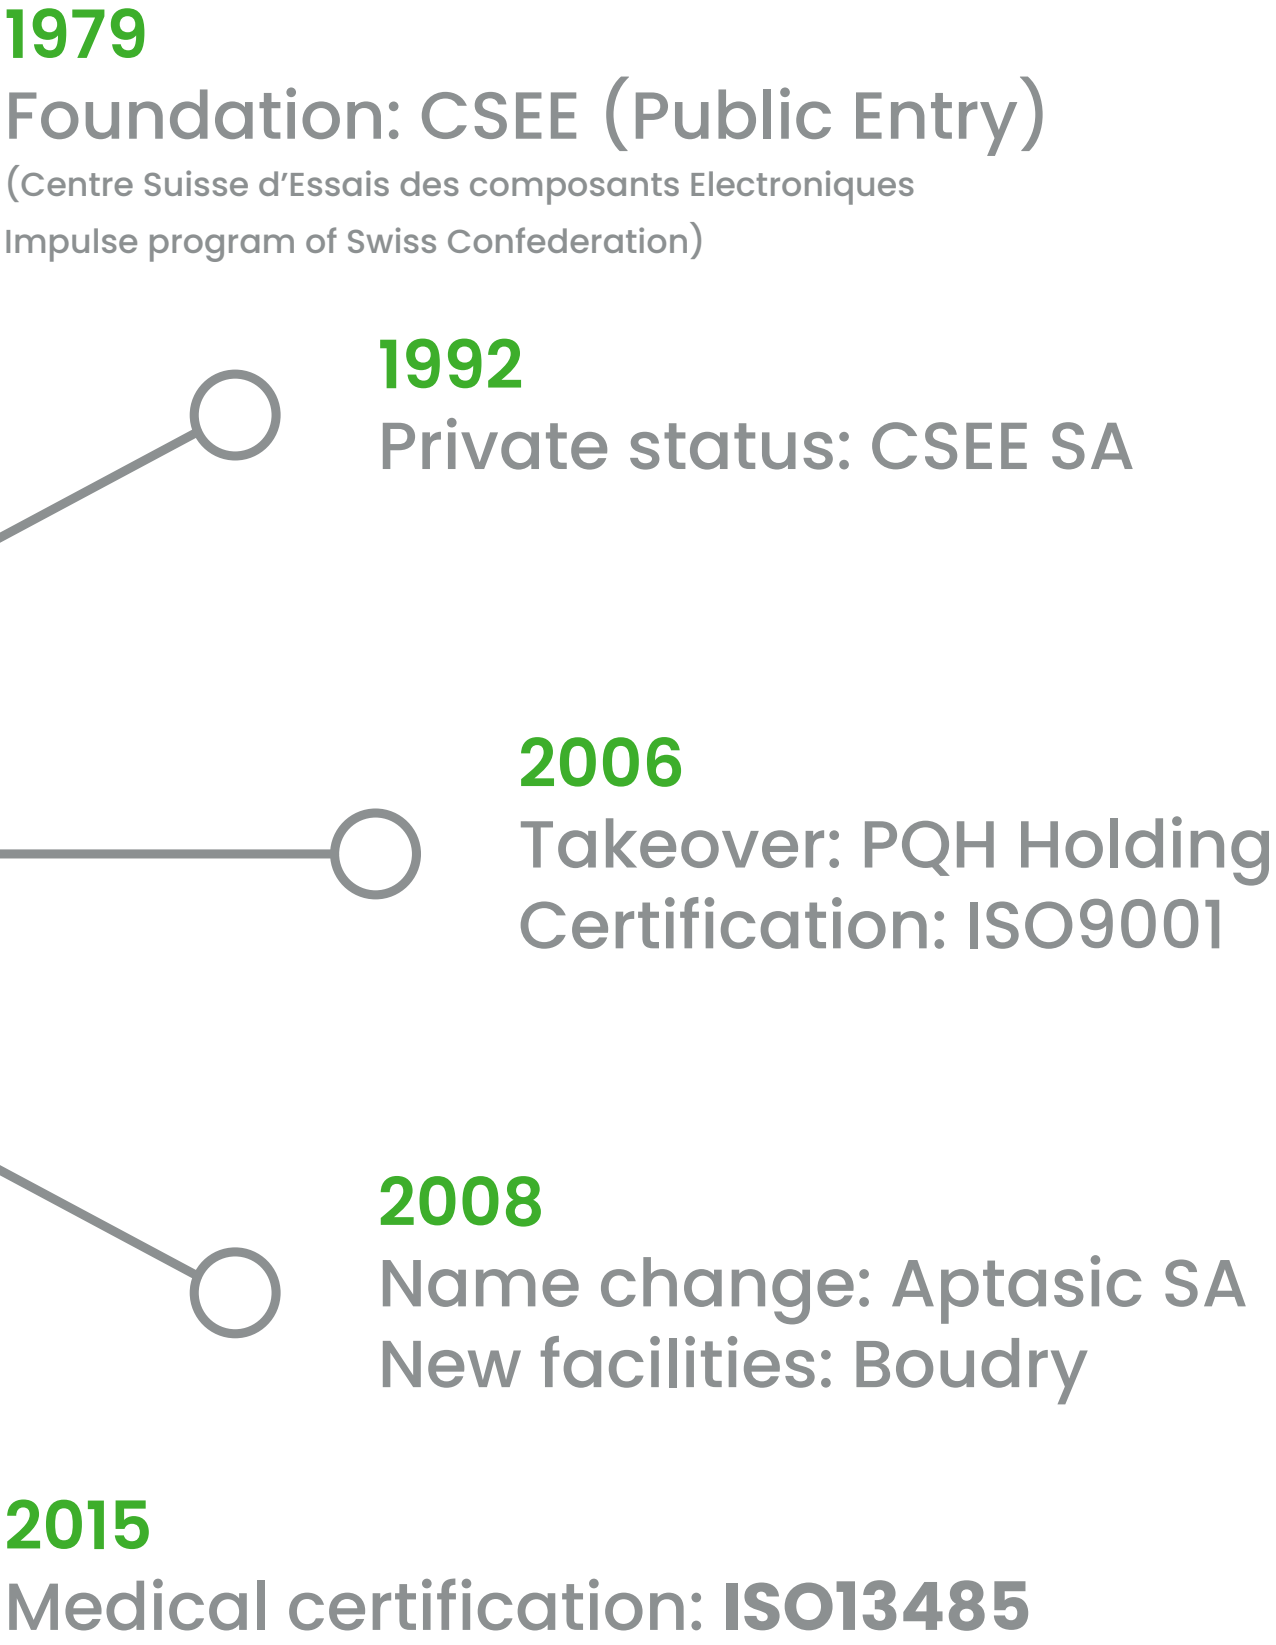 1979
Foundation: CSEE (Public Entry)
(Centre Suisse d’Essais des composants Electroniques
Impulse program of Swiss Confederation)
1992
Private status: CSEE SA
2006
Takeover: PQH Holding
Certification: ISO9001
2008
Name change: Aptasic SA
New facilities: Boudry
2015
Medical certification: ISO13485